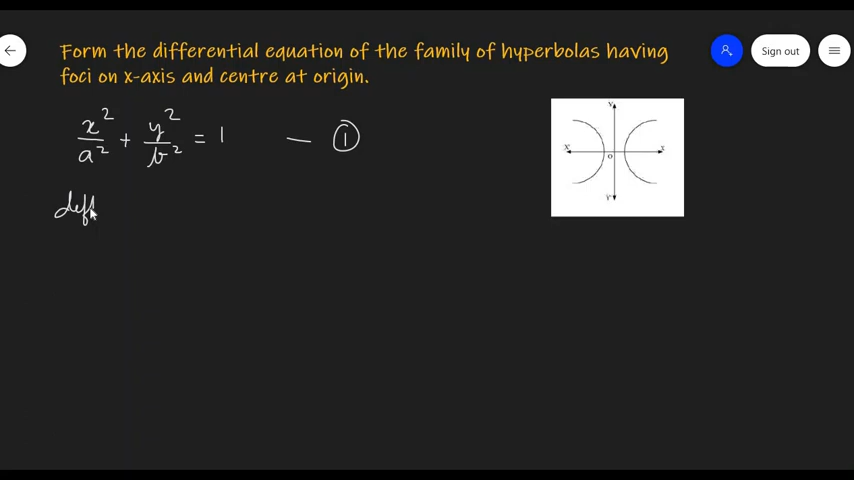 Sign out
Form the differential equation of the family of hyperbolas having
foci on x-axis and centre at origin.
x²/a² + y²/b² = 1 — ①
diff
Y
X' O X
Y'